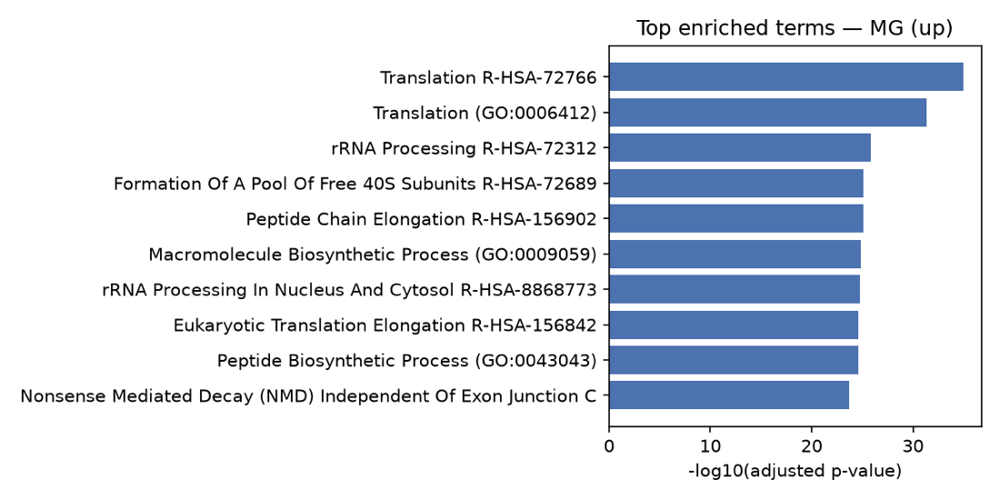 Top enriched terms — MG (up)
Translation R-HSA-72766
Translation (GO:0006412)
rRNA Processing R-HSA-72312
Formation Of A Pool Of Free 40S Subunits R-HSA-72689
Peptide Chain Elongation R-HSA-156902
Macromolecule Biosynthetic Process (GO:0009059)
rRNA Processing In Nucleus And Cytosol R-HSA-8868773
Eukaryotic Translation Elongation R-HSA-156842
Peptide Biosynthetic Process (GO:0043043)
Nonsense Mediated Decay (NMD) Independent Of Exon Junction C
0 10 20 30
-log10(adjusted p-value)